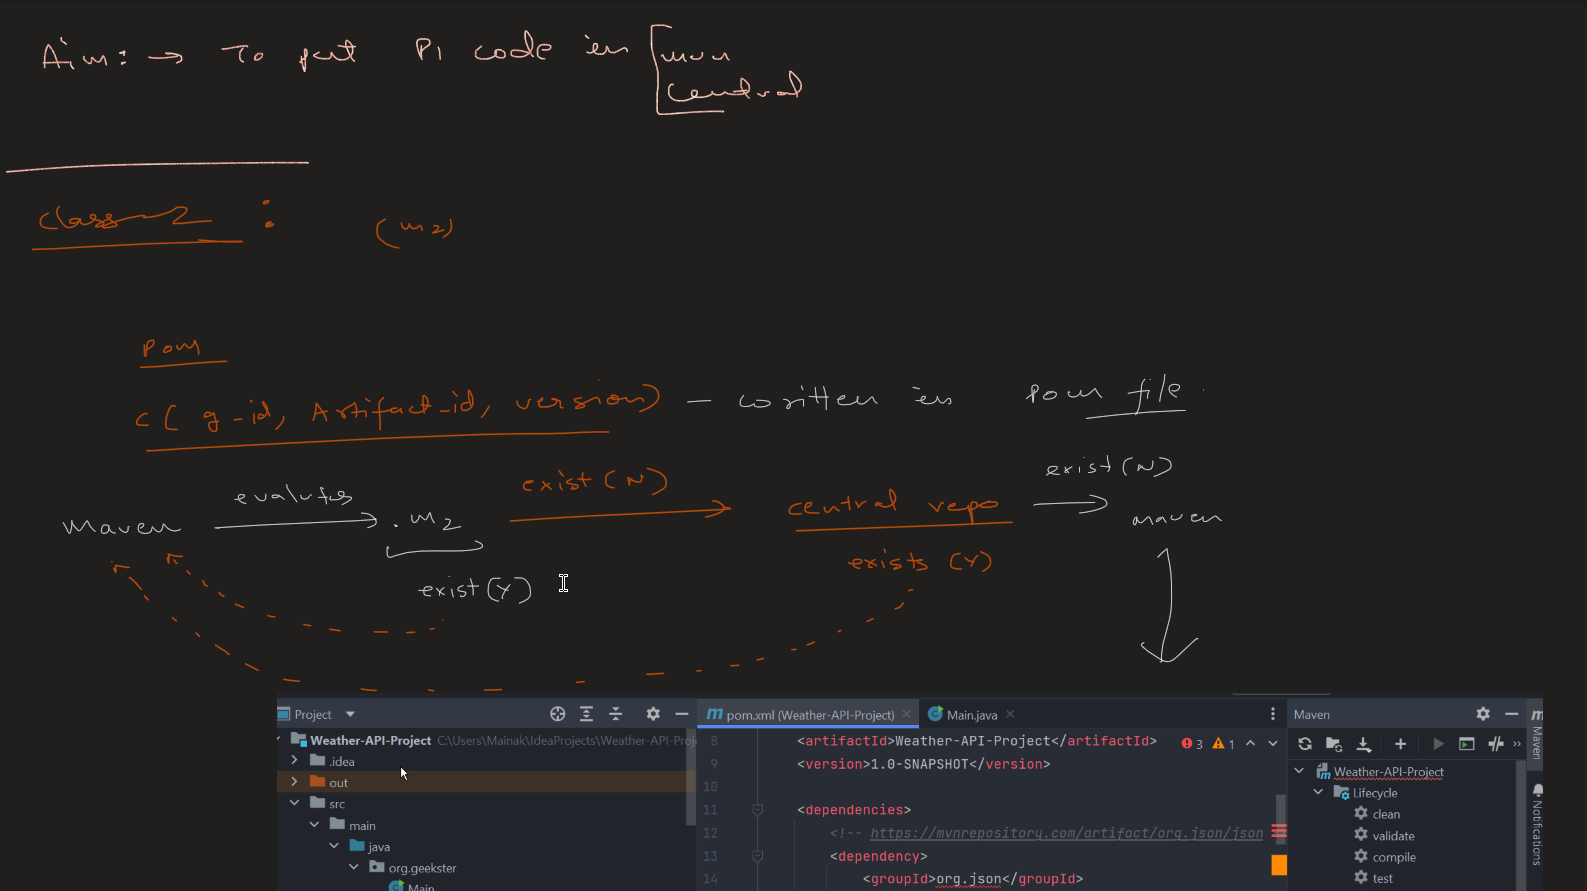 Aim: → To put P1 code in [mvn
central
class-2 : (m2)
Pom
C( g-id, Artifact-id, version) - written in Pom file
Maven evalutes .m2 exist(N) central repo exist(N) maven
exist(Y) exists (Y)
Project
Weather-API-Project C:\Users\Mainak\IdeaProjects\Weather-API-Proj
.idea
out
src
main
java
org.geekster
Main
pom.xml (Weather-API-Project) Main.java
8 <artifactId>Weather-API-Project</artifactId> 3 1
9 <version>1.0-SNAPSHOT</version>
10
11 <dependencies>
12 <!-- https://mvnrepository.com/artifact/org.json/json
13 <dependency>
14 <groupId>org.json</groupId>
Maven
Weather-API-Project
Lifecycle
clean
validate
compile
test
Maven
Notifications